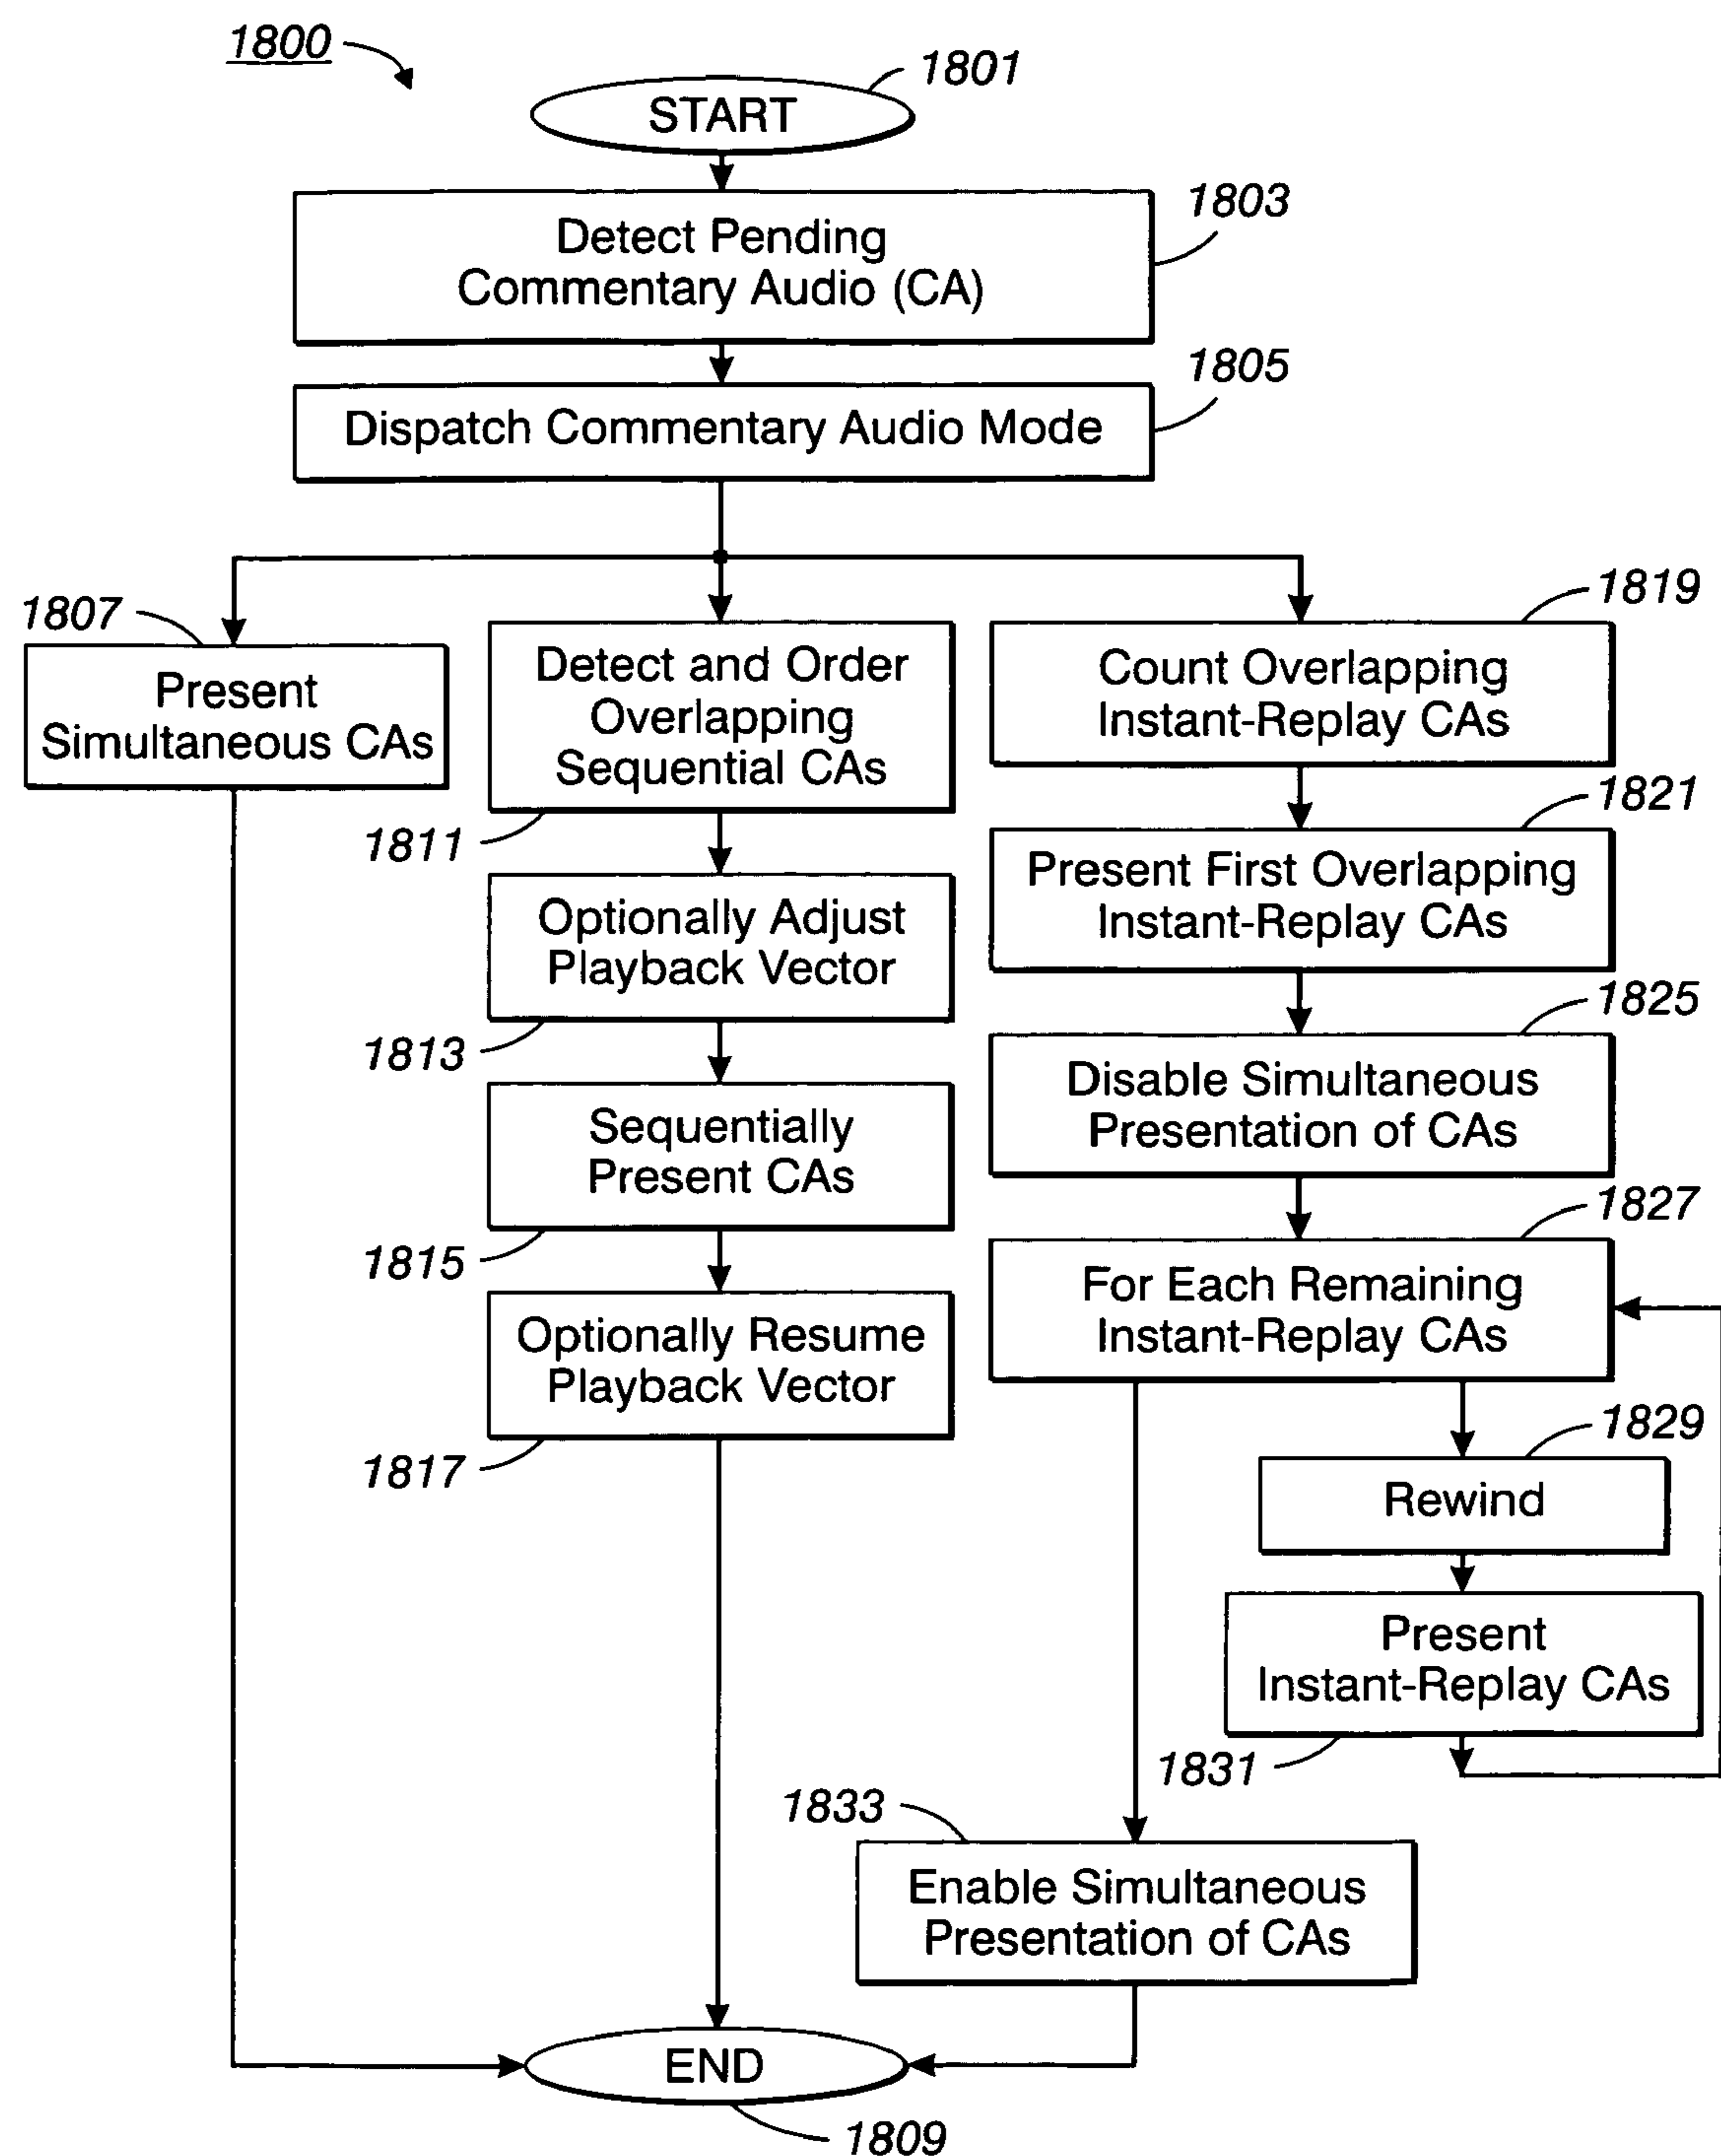 1800
1801
START
1803
Detect Pending
Commentary Audio (CA)
1805
Dispatch Commentary Audio Mode
1807
Present
Simultaneous CAs
Detect and Order
Overlapping
Sequential CAs
1811
Optionally Adjust
Playback Vector
1813
Sequentially
Present CAs
1815
Optionally Resume
Playback Vector
1817
1819
Count Overlapping
Instant-Replay CAs
1821
Present First Overlapping
Instant-Replay CAs
1825
Disable Simultaneous
Presentation of CAs
1827
For Each Remaining
Instant-Replay CAs
1829
Rewind
Present
Instant-Replay CAs
1831
1833
Enable Simultaneous
Presentation of CAs
END
1809